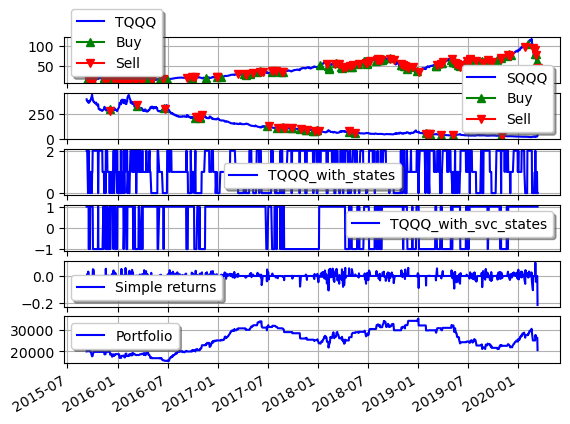 TQQQ
Buy
Sell
100
50
SQQQ
Buy
Sell
250
0
2
0
TQQQ_with_states
1
0
−1
TQQQ_with_svc_states
0.0
−0.2
Simple returns
30000
20000
Portfolio
2015-07 2016-01 2016-07 2017-01 2017-07 2018-01 2018-07 2019-01 2019-07 2020-01